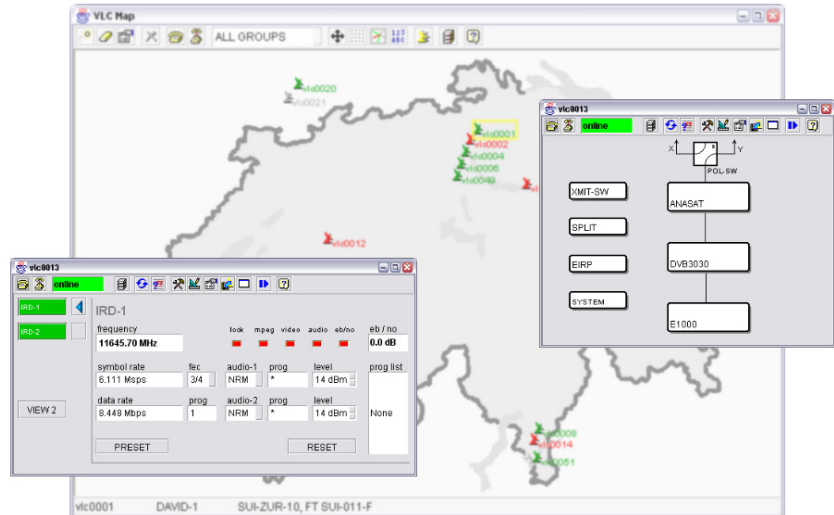 VLC Map
ALL GROUPS
123
abc
vlc0020
vlc0021
vlc0001
vlc0002
vlc0004
vlc0006
vlc0049
vlc0012
vlc0008
vlc0014
vlc0051
vlc0001 DAVID-1 SUI-ZUR-10, FT SUI-011-F
vlc0013
online
X
Y
POL-SW
XMIT-SW
SPLIT
EIRP
SYSTEM
ANASAT
DVB3030
E1000
vlc0013
online
IRD-1
IRD-2
VIEW 2
IRD-1
frequency lock mpeg video audio eb/no eb / no
11645.70 MHz 0.0 dB
symbol rate fec audio-1 prog level prog list
6.111 Msps 3/4 NRM * 14 dBm
data rate prog audio-2 prog level
8.448 Mbps 1 NRM * 14 dBm None
PRESET RESET